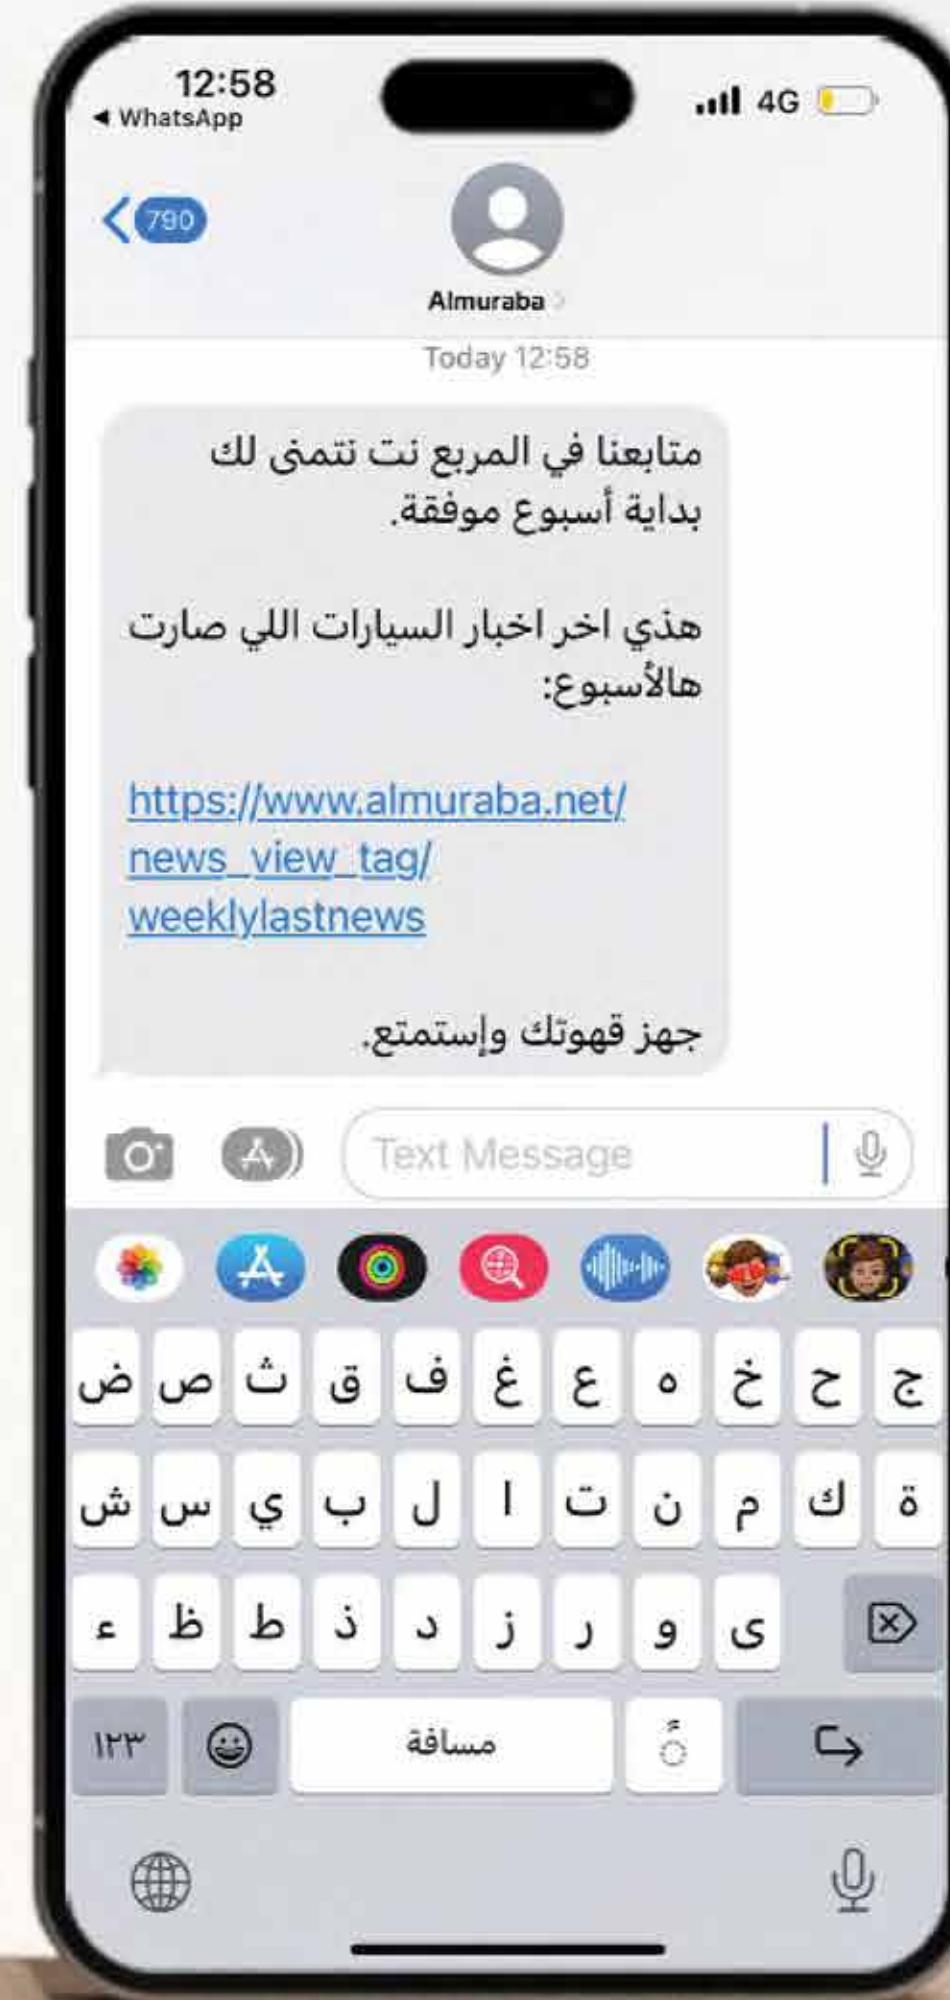 12:58
◀ WhatsApp
4G
790
Almuraba
Today 12:58
متابعنا في المربع نت نتمنى لك
بداية أسبوع موفقة.
هذي اخر اخبار السيارات اللي صارت
هالأسبوع:
https://www.almuraba.net/
news_view_tag/
weeklylastnews
جهز قهوتك وإستمتع.
Text Message
ض ص ث ق ف غ ع ه خ ح ج
ش س ي ب ل ا ت ن م ك ة
ء ظ ط ذ د ز ر و ى
١٢٣ مسافة